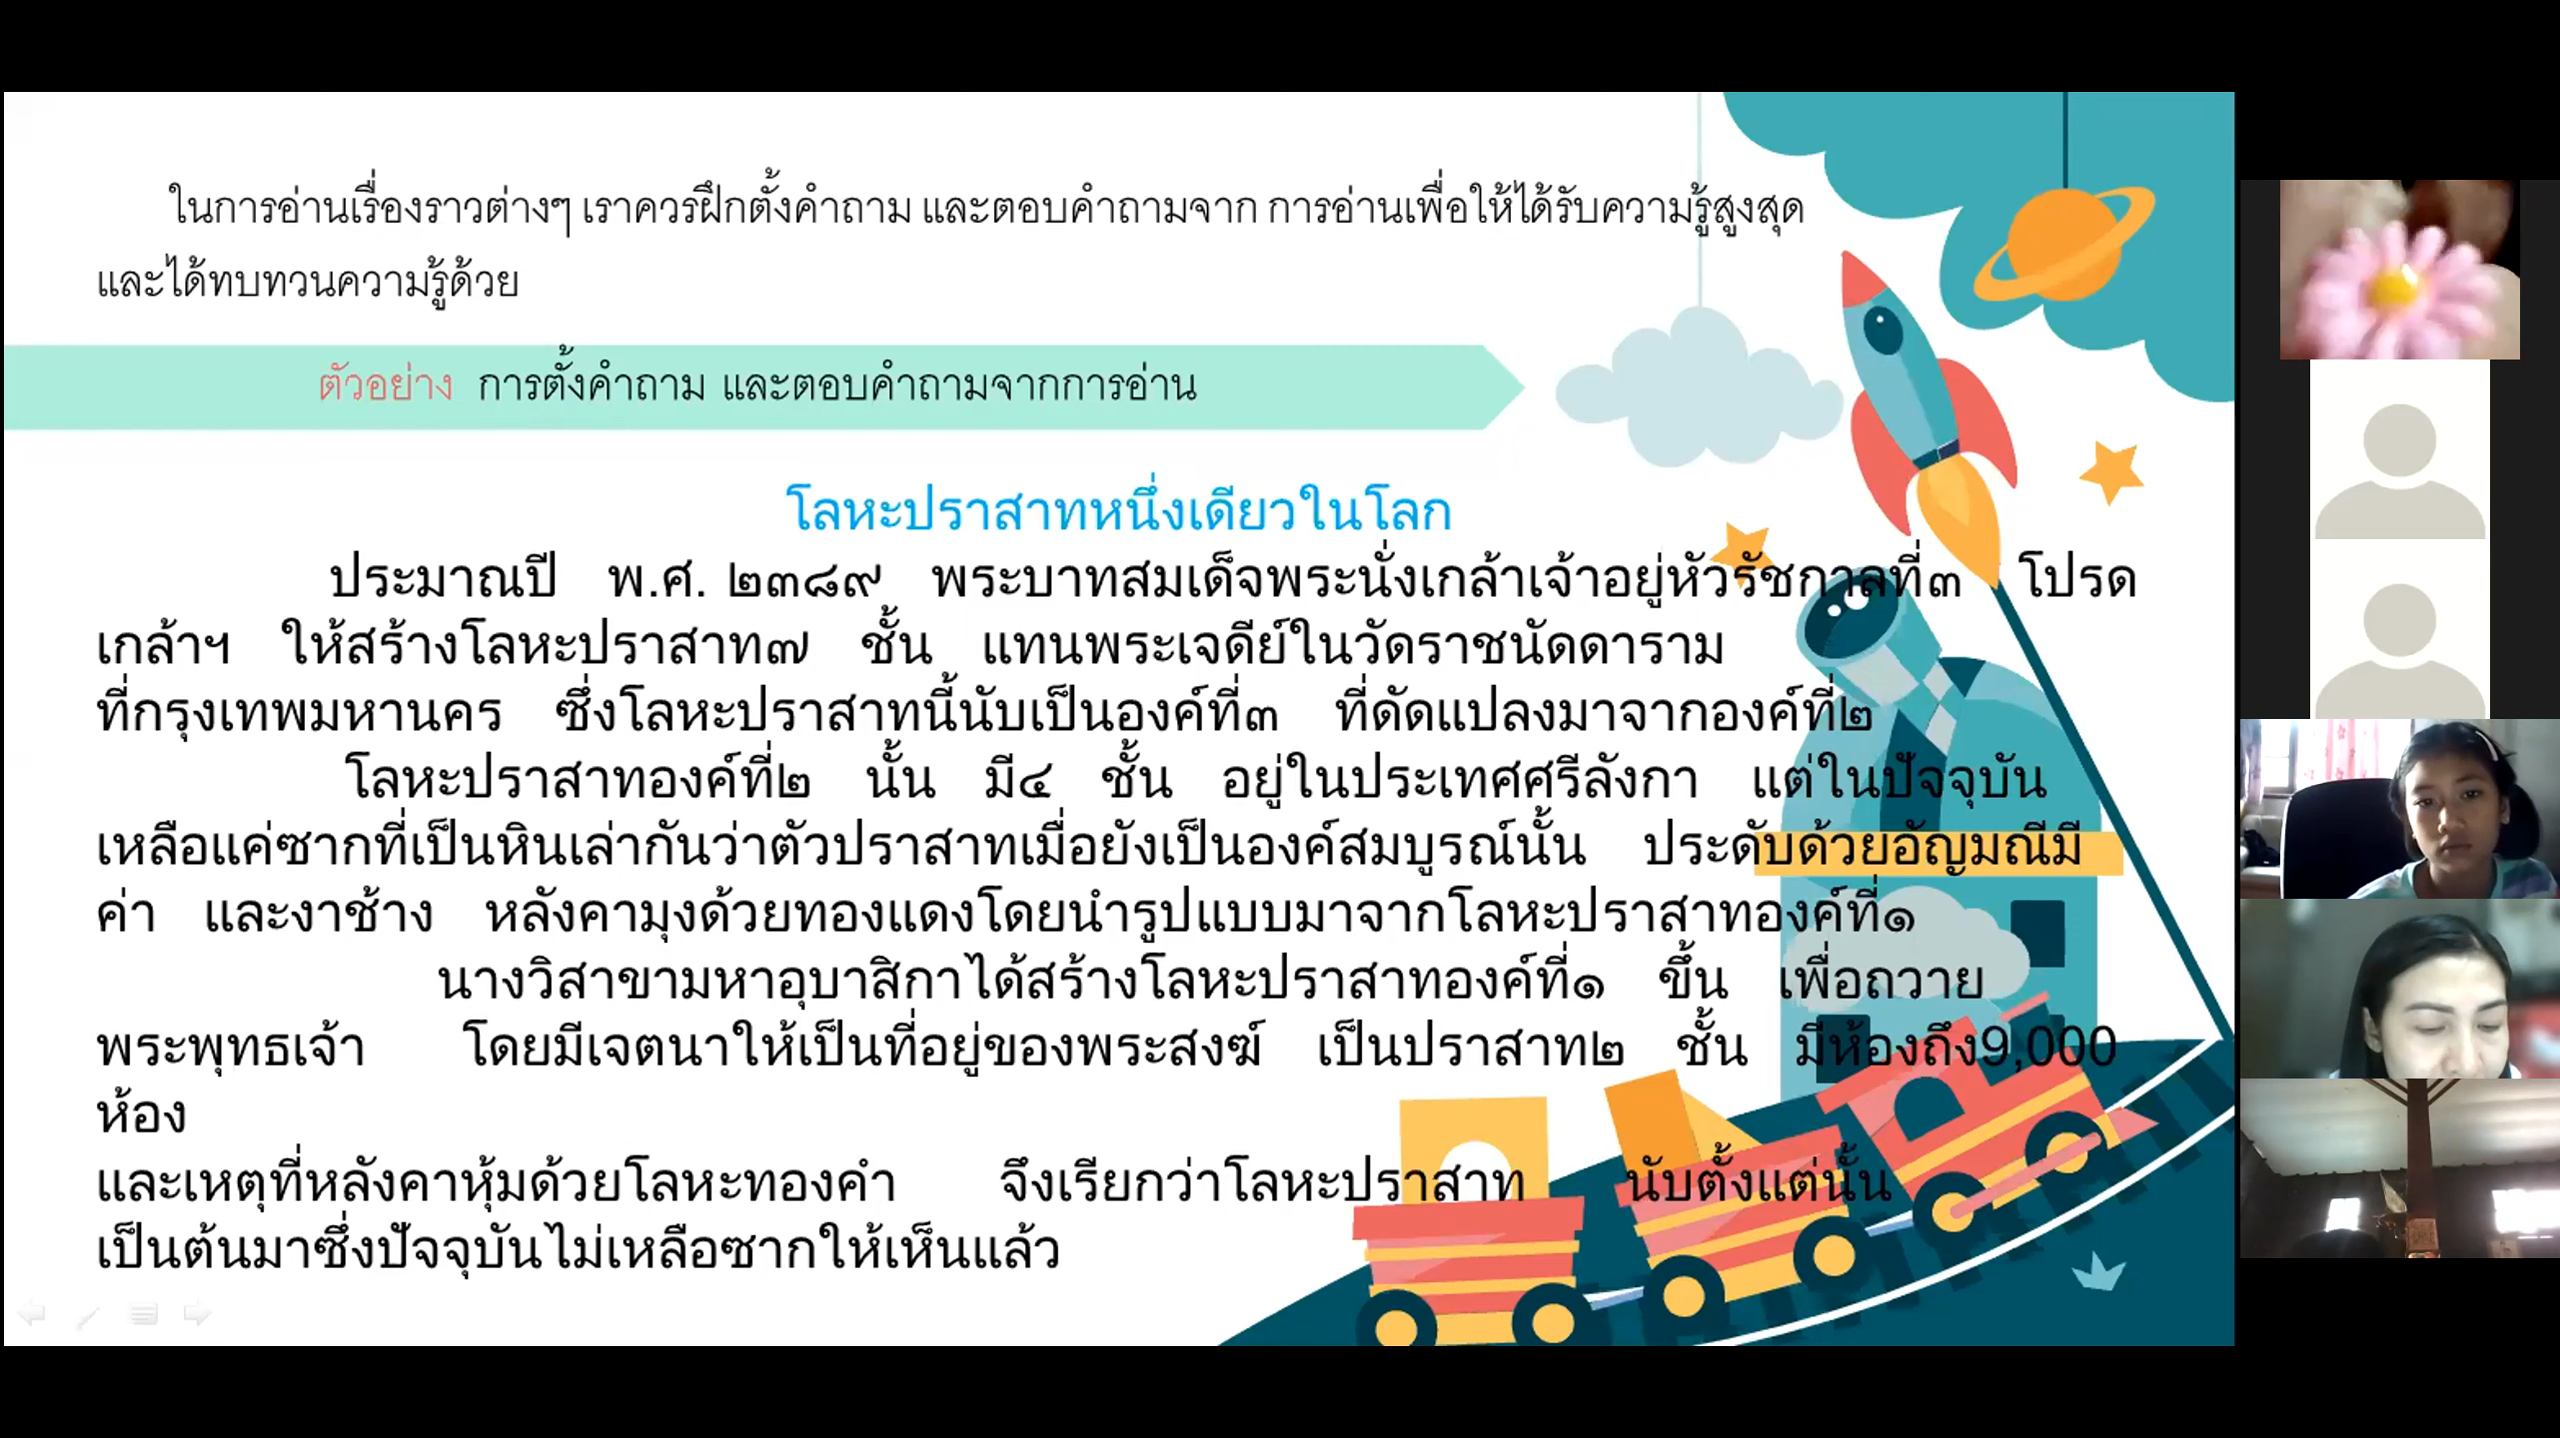 ในการอ่านเรื่องราวต่างๆ เราควรฝึกตั้งคำถาม และตอบคำถามจาก การอ่านเพื่อให้ได้รับความรู้สูงสุด
และได้ทบทวนความรู้ด้วย
ตัวอย่าง การตั้งคำถาม และตอบคำถามจากการอ่าน
โลหะปราสาทหนึ่งเดียวในโลก
ประมาณปี พ.ศ. ๒๓๘๙ พระบาทสมเด็จพระนั่งเกล้าเจ้าอยู่หัวรัชกาลที่๓ โปรด
เกล้าฯ ให้สร้างโลหะปราสาท๗ ชั้น แทนพระเจดีย์ในวัดราชนัดดาราม
ที่กรุงเทพมหานคร ซึ่งโลหะปราสาทนี้นับเป็นองค์ที่๓ ที่ดัดแปลงมาจากองค์ที่๒
โลหะปราสาทองค์ที่๒ นั้น มี๔ ชั้น อยู่ในประเทศศรีลังกา แต่ในปัจจุบัน
เหลือแค่ซากที่เป็นหินเล่ากันว่าตัวปราสาทเมื่อยังเป็นองค์สมบูรณ์นั้น ประดับด้วยอัญมณีมี
ค่า และงาช้าง หลังคามุงด้วยทองแดงโดยนำรูปแบบมาจากโลหะปราสาทองค์ที่๑
นางวิสาขามหาอุบาสิกาได้สร้างโลหะปราสาทองค์ที่๑ ขึ้น เพื่อถวาย
พระพุทธเจ้า โดยมีเจตนาให้เป็นที่อยู่ของพระสงฆ์ เป็นปราสาท๒ ชั้น มีห้องถึง9,000
ห้อง
และเหตุที่หลังคาหุ้มด้วยโลหะทองคำ จึงเรียกว่าโลหะปราสาท นับตั้งแต่นั้น
เป็นต้นมาซึ่งปัจจุบันไม่เหลือซากให้เห็นแล้ว